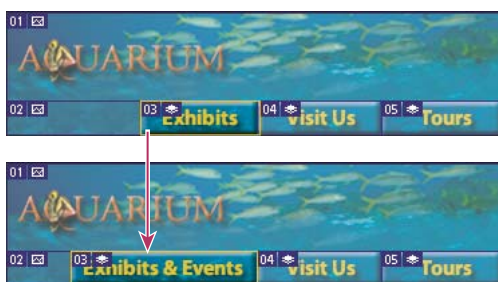 01
AQUARIUM
02 03 Exhibits 04 Visit Us 05 Tours
01
AQUARIUM
02 03 Exhibits & Events 04 Visit Us 05 Tours